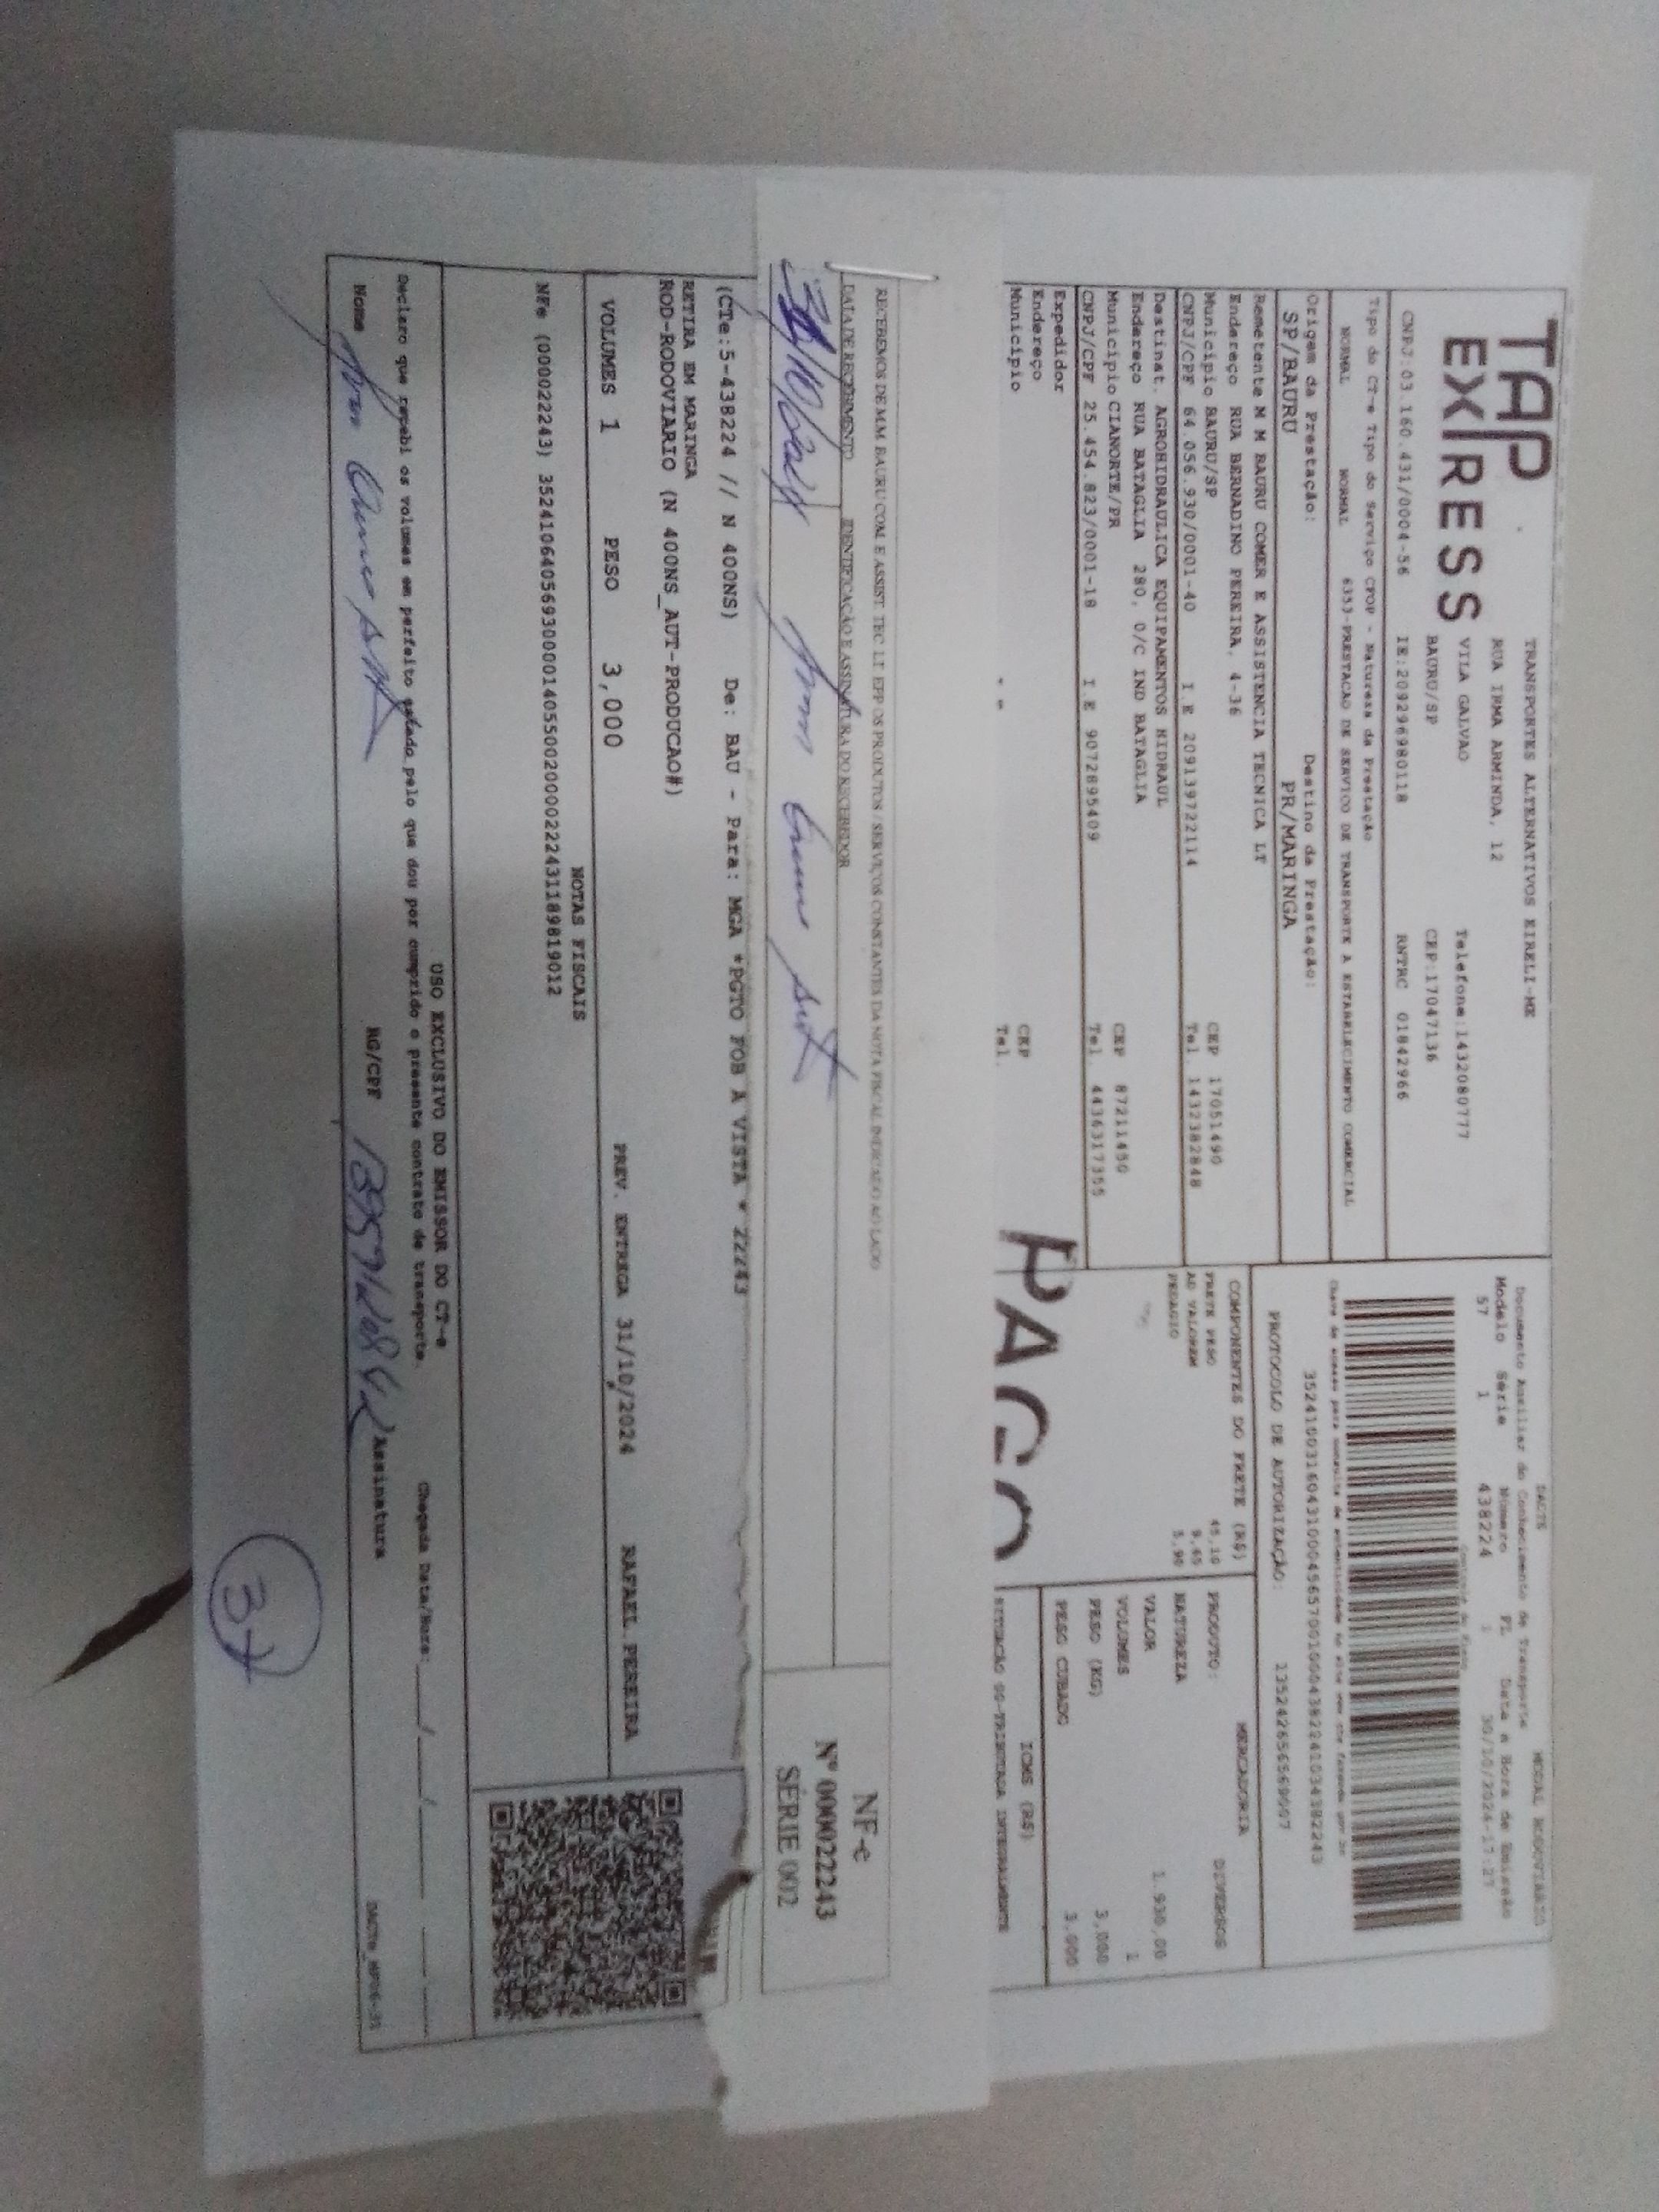 TAP
EXPRESS
TRANSPORTES ALTERNATIVOS EIRELI-ME
RUA IRMA ARMINDA, 12
VILA GALVAO
Telefone:1432080777
BAURU/SP
CEP:17047136
CNPJ:03.160.431/0004-56
IE:209296980118
RNTRC 01842966
Tipo do CT-e Tipo do Serviço CFOP - Natureza da Prestação
NORMAL NORMAL 6353-PRESTACAO DE SERVICO DE TRANSPORTE A ESTABELECIMENTO COMERCIAL
Origem da Prestação:
SP/BAURU
Destino da Prestação:
PR/MARINGA
Remetente M M BAURU COMER E ASSISTENCIA TECNICA LT
Endereço RUA BERNADINO PEREIRA, 4-36
Município BAURU/SP CEP 17051490
CNPJ/CPF 64.056.930/0001-40 I E 209139722114 Tel 1432382848
Destinat. AGROHIDRAULICA EQUIPAMENTOS HIDRAUL
Endereço RUA BATAGLIA 280, 0/C IND BATAGLIA
Município CIANORTE/PR CEP 87211450
CNPJ/CPF 25.454.823/0001-18 I E 9072895409 Tel 4436317355
Expedidor
Endereço
Município
CEP
Tel.
DACTE
Documento Auxiliar do Conhecimento de Transporte
MODAL RODOVIARIO
Modelo Série Número FL Data e Hora de Emissão
57 1 438224 1 30/10/2024-17:27
35241003160431000456570010004382241034382243
PROTOCOLO DE AUTORIZAÇÃO:
COMPONENTES DO FRETE (R$)
FRETE PESO 45,10
AD VALOREM 9,65
PEDAGIO 5,90
MERCADORIA
PRODUTO: DIVERSOS
NATUREZA
VALOR 1.930,00
VOLUMES 1
PESO (KG) 3,000
PESO CUBADO 3,000
ICMS (R$)
SITUAÇÃO 00-TRIBUTADA INTEGRALMENTE
PAGO
RECEBEMOS DE M.M. BAURU COM. E ASSIST. TEC. LT EPP OS PRODUTOS / SERVIÇOS CONSTANTES DA NOTA FISCAL INDICADO AO LADO
DATA DE RECEBIMENTO
IDENTIFICAÇÃO E ASSINATURA DO RECEBEDOR
NF-e
Nº 000022243
SÉRIE 002
(CTe:5-438224 // N 400NS) De: BAU - Para: MGA *PGTO FOB A VISTA * 22243
RETIRA EM MARINGA
ROD-RODOVIARIO (N 400NS_AUT-PRODUCAO#)
VOLUMES 1 PESO 3,000 PREV. ENTREGA 31/10/2024 RAFAEL PEREIRA
NOTAS FISCAIS
NFe (000022243) 35241064056930000140550020000222431189819012
USO EXCLUSIVO DO EMISSOR DO CT-e
Declaro que recebi os volumes em perfeito estado pelo que dou por cumprido o presente contrato de transporte.
Chegada Data/Hora:___/___/___
Nome
RG/CPF
Assinatura
37